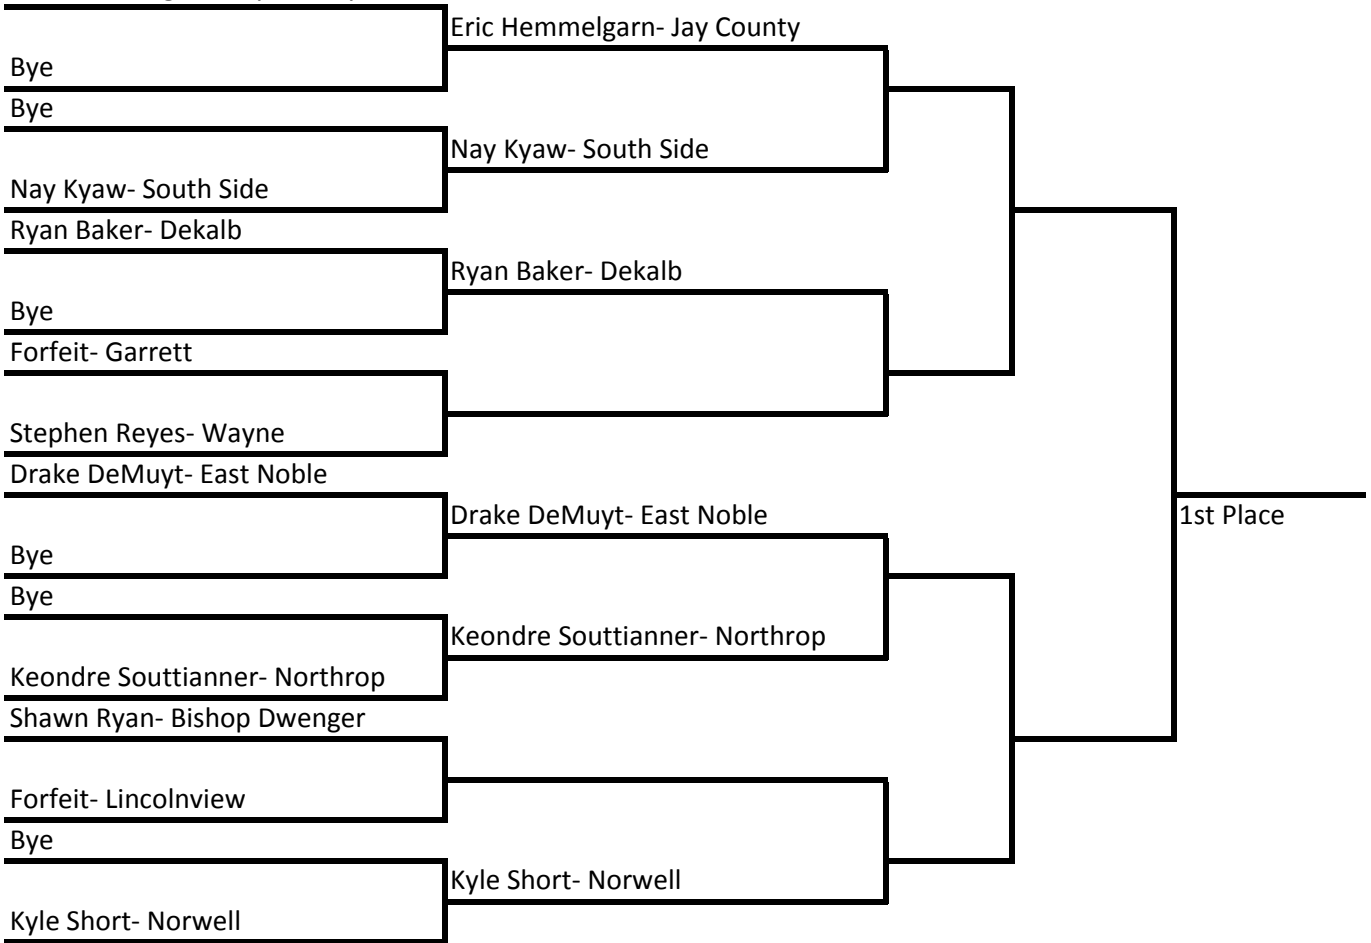 Eric Hemmelgarn- Jay County
Bye
Bye
Nay Kyaw- South Side
Nay Kyaw- South Side
Ryan Baker- Dekalb
Ryan Baker- Dekalb
Bye
Forfeit- Garrett
Stephen Reyes- Wayne
Drake DeMuyt- East Noble
Drake DeMuyt- East Noble
1st Place
Bye
Bye
Keondre Souttianner- Northrop
Keondre Souttianner- Northrop
Shawn Ryan- Bishop Dwenger
Forfeit- Lincolnview
Bye
Kyle Short- Norwell
Kyle Short- Norwell